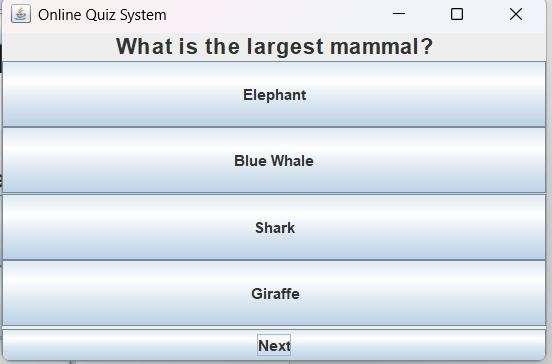 Online Quiz System
What is the largest mammal?
Elephant
Blue Whale
Shark
Giraffe
Next